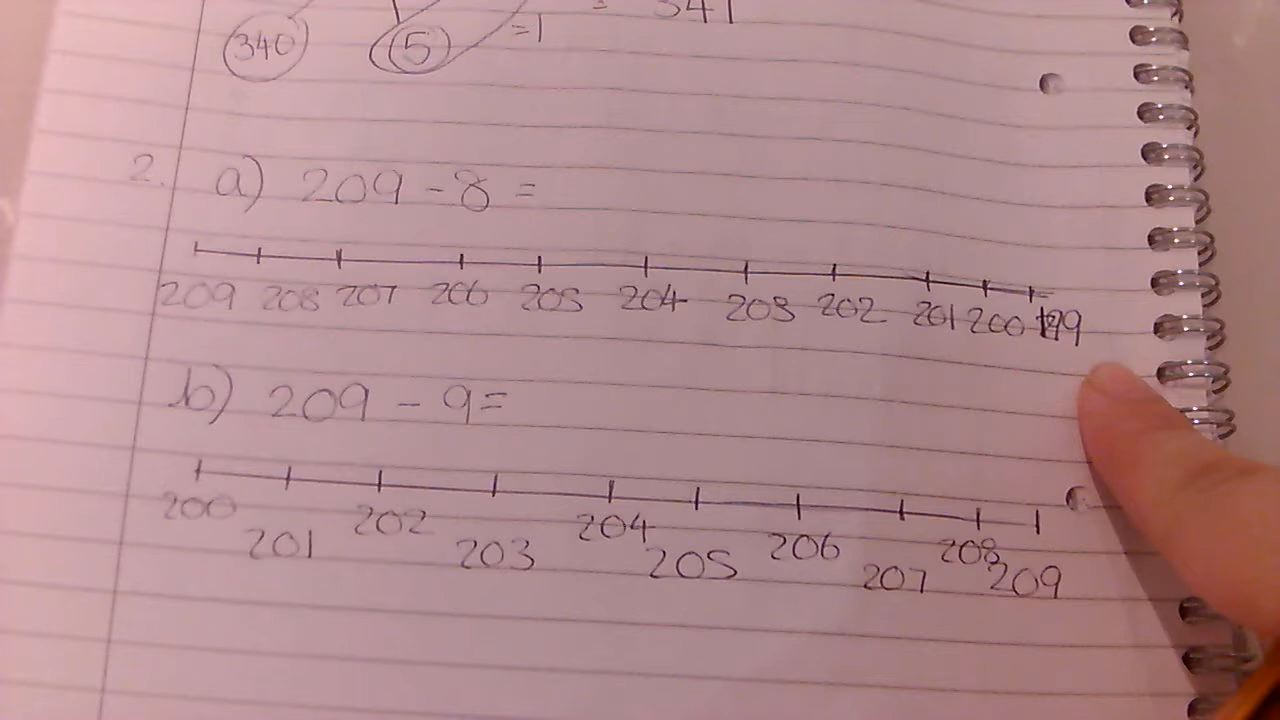 = 341
340 5 =1
2. a) 209 - 8 =
209 208 207 206 205 204 203 202 201 200 199
b) 209 - 9=
200 201 202 203 204 205 206 207 208 209